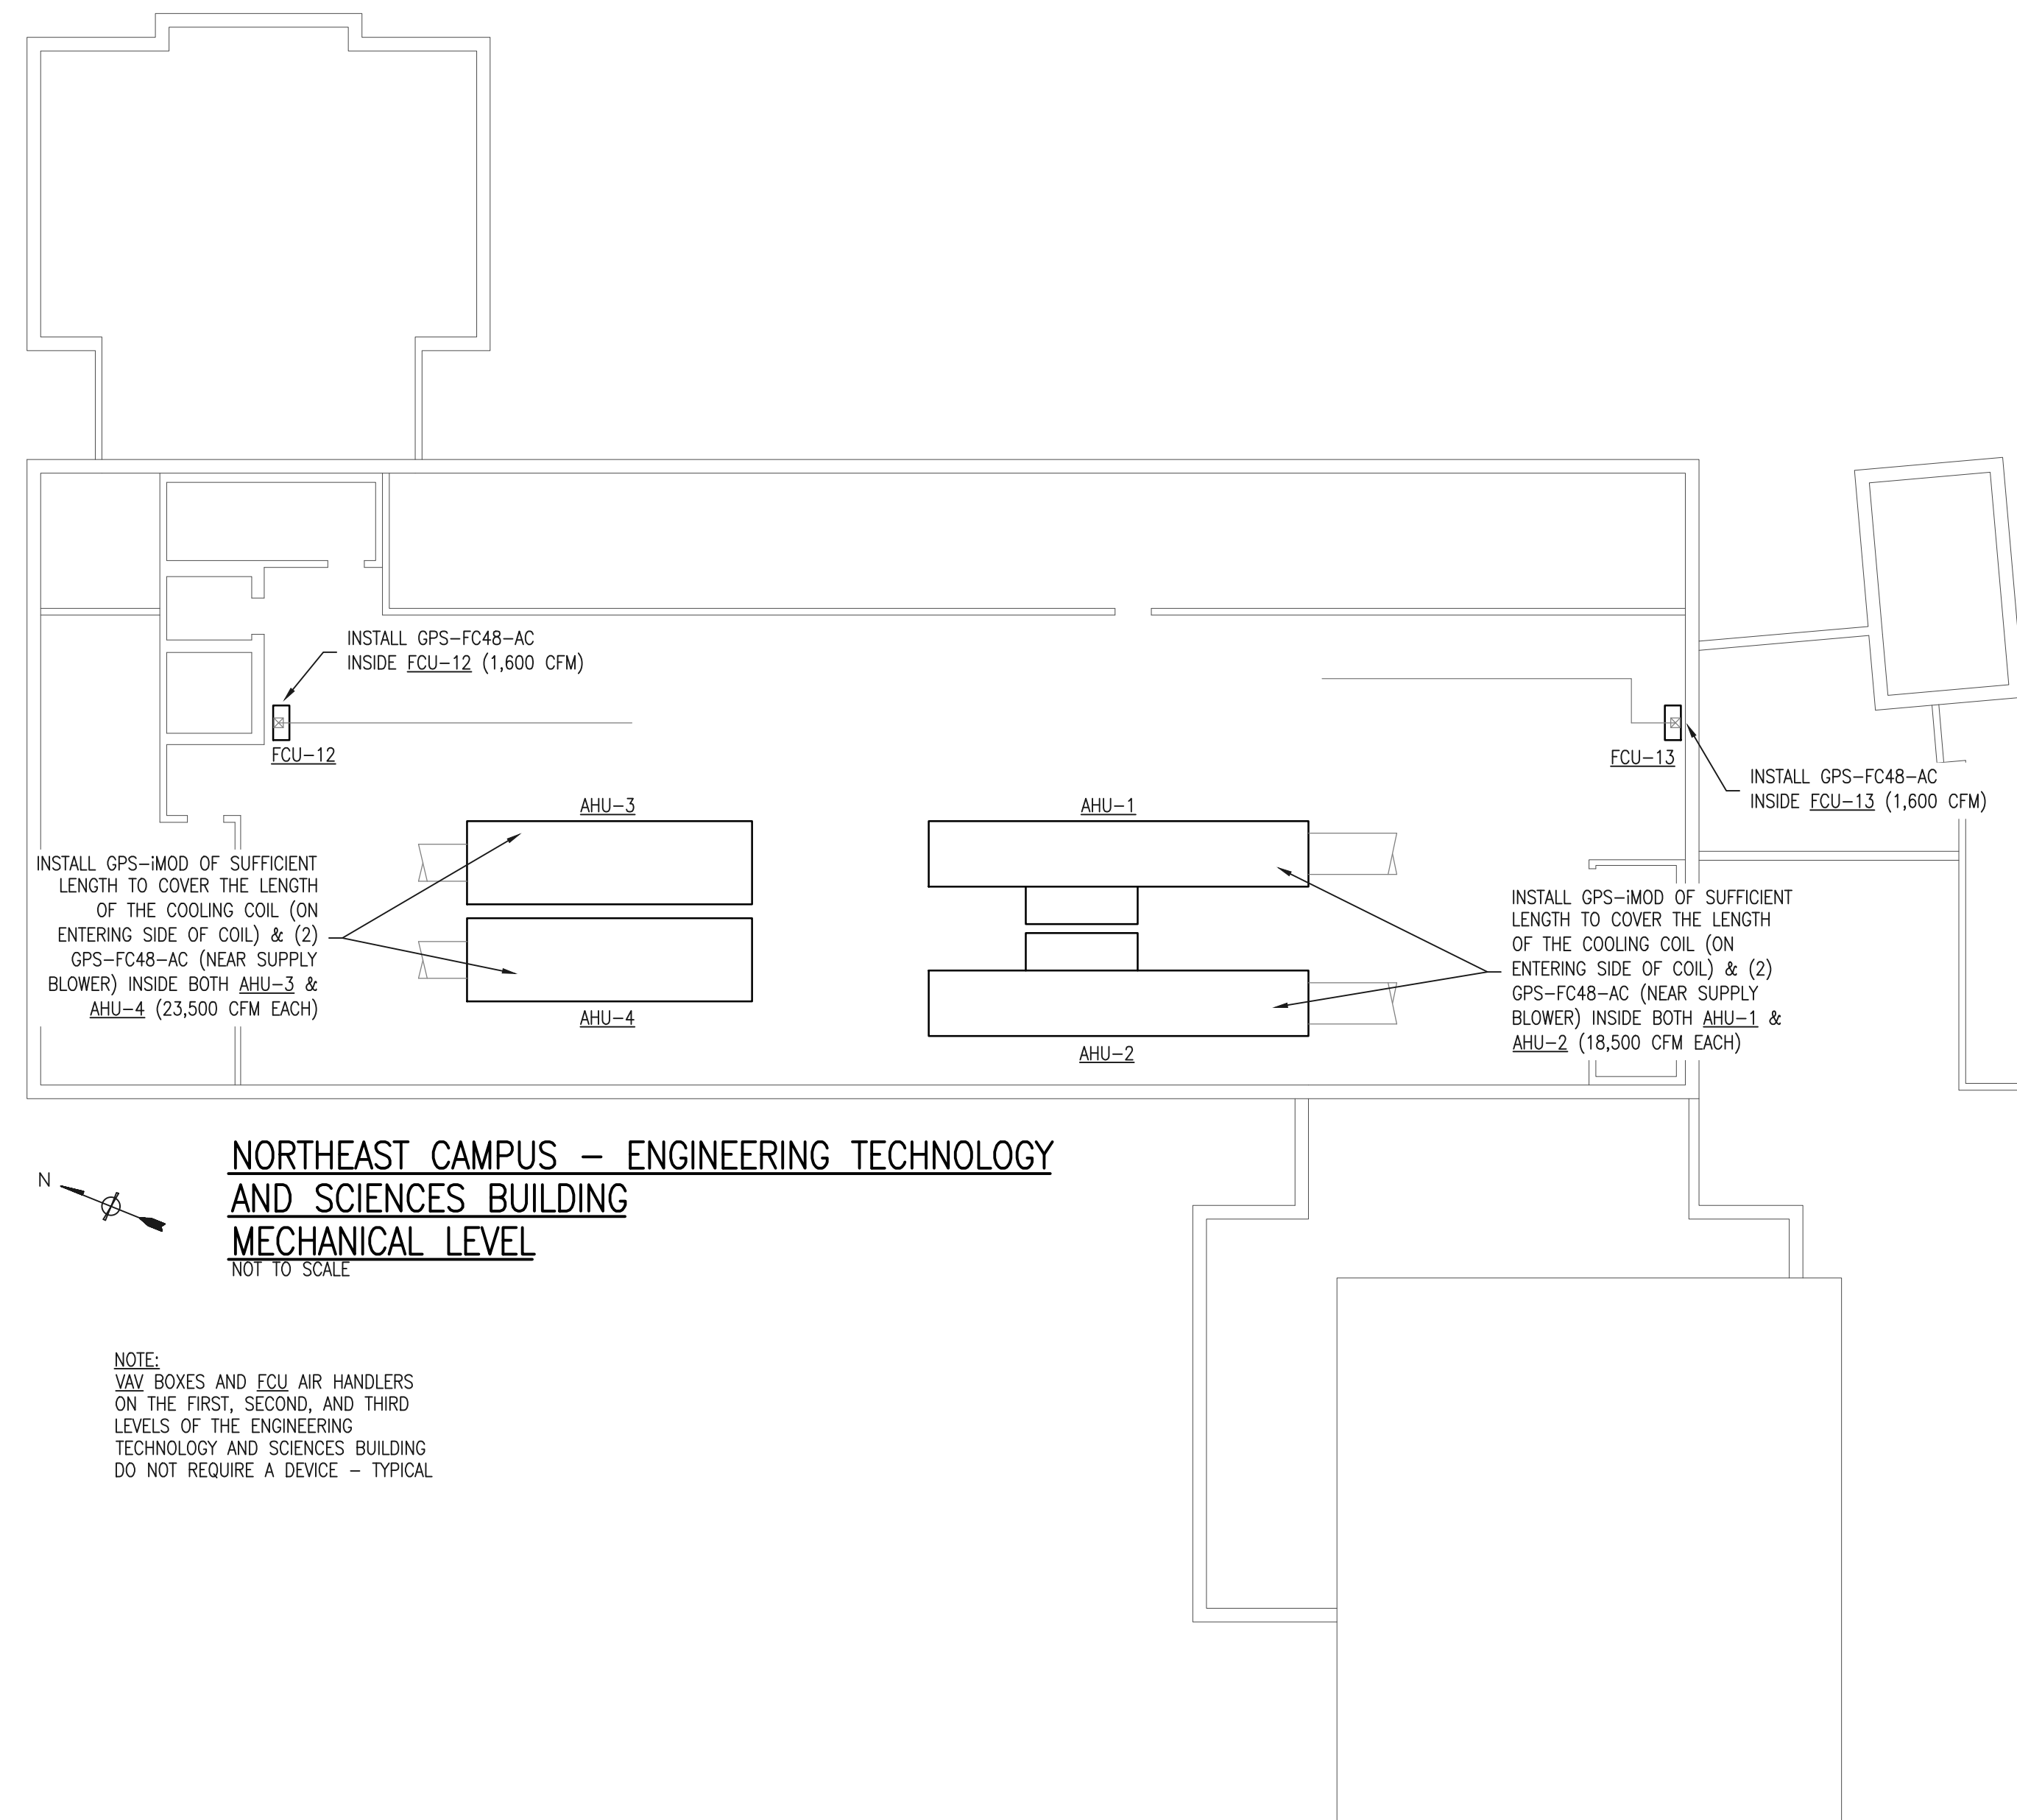 INSTALL GPS-FC48-AC
INSIDE FCU-12 (1,600 CFM)
FCU-12
FCU-13
INSTALL GPS-FC48-AC
INSIDE FCU-13 (1,600 CFM)
AHU-3
AHU-1
INSTALL GPS-iMOD OF SUFFICIENT
LENGTH TO COVER THE LENGTH
OF THE COOLING COIL (ON
ENTERING SIDE OF COIL) & (2)
GPS-FC48-AC (NEAR SUPPLY
BLOWER) INSIDE BOTH AHU-3 &
AHU-4 (23,500 CFM EACH)
INSTALL GPS-iMOD OF SUFFICIENT
LENGTH TO COVER THE LENGTH
OF THE COOLING COIL (ON
ENTERING SIDE OF COIL) & (2)
GPS-FC48-AC (NEAR SUPPLY
BLOWER) INSIDE BOTH AHU-1 &
AHU-2 (18,500 CFM EACH)
AHU-4
AHU-2
N
NORTHEAST CAMPUS - ENGINEERING TECHNOLOGY
AND SCIENCES BUILDING
MECHANICAL LEVEL
NOT TO SCALE
NOTE:
VAV BOXES AND FCU AIR HANDLERS
ON THE FIRST, SECOND, AND THIRD
LEVELS OF THE ENGINEERING
TECHNOLOGY AND SCIENCES BUILDING
DO NOT REQUIRE A DEVICE - TYPICAL